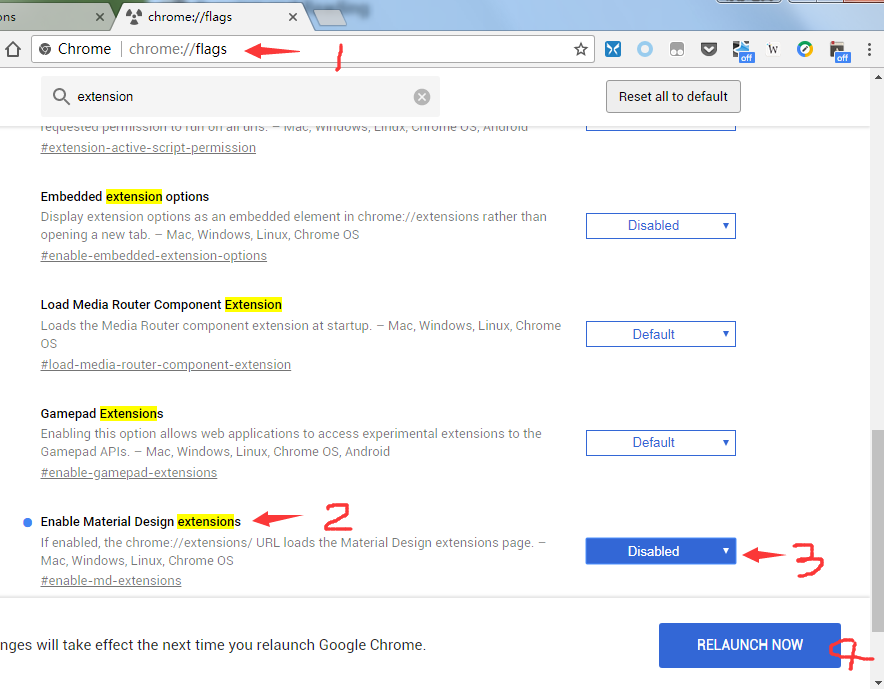 ons
chrome://flags
Chrome | chrome://flags
1
W
off
off
extension
Reset all to default
requested permission to run on all urls. – Mac, Windows, Linux, Chrome OS, Android
#extension-active-script-permission
Embedded extension options
Display extension options as an embedded element in chrome://extensions rather than
opening a new tab. – Mac, Windows, Linux, Chrome OS
Disabled
#enable-embedded-extension-options
Load Media Router Component Extension
Loads the Media Router component extension at startup. – Mac, Windows, Linux, Chrome
OS
Default
#load-media-router-component-extension
Gamepad Extensions
Enabling this option allows web applications to access experimental extensions to the
Gamepad APIs. – Mac, Windows, Linux, Chrome OS, Android
Default
#enable-gamepad-extensions
Enable Material Design extensions
2
If enabled, the chrome://extensions/ URL loads the Material Design extensions page. –
Mac, Windows, Linux, Chrome OS
Disabled
3
#enable-md-extensions
nges will take effect the next time you relaunch Google Chrome.
RELAUNCH NOW
4